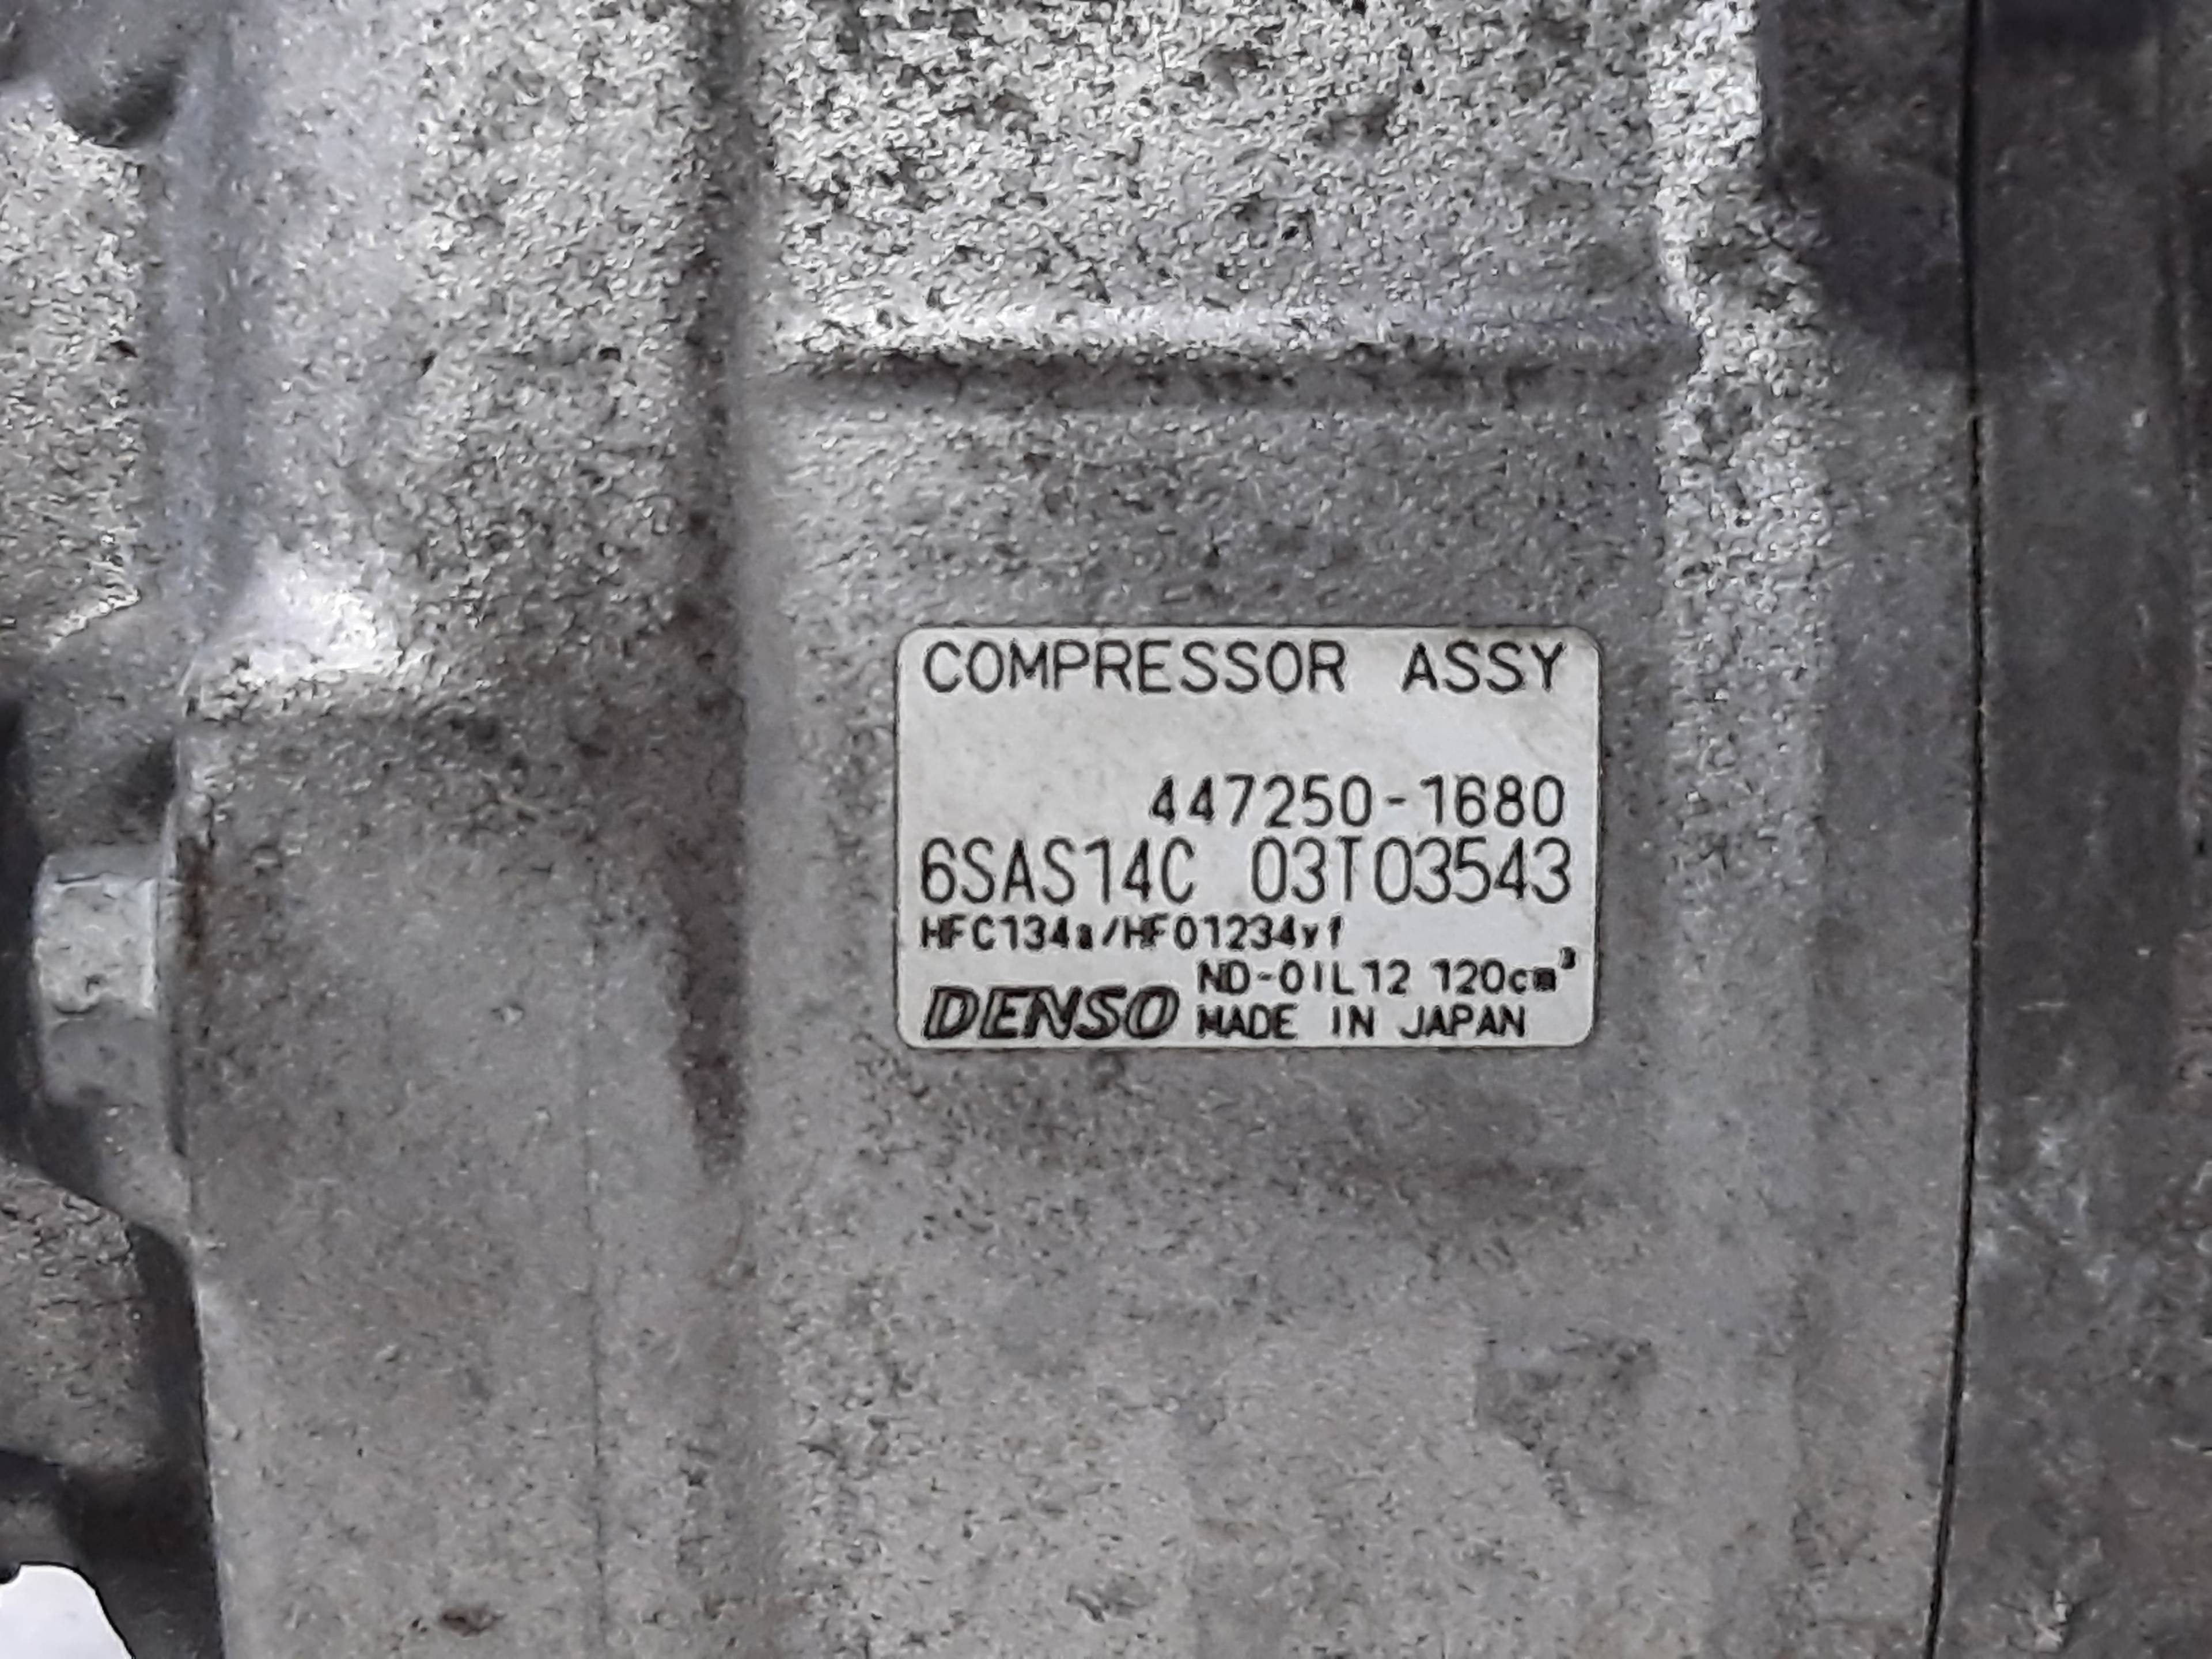 COMPRESSOR ASSY
447250-1680
6SAS14C 03T03543
HFC134a/HFO1234yf
ND-OIL12 120cm³
DENSO MADE IN JAPAN